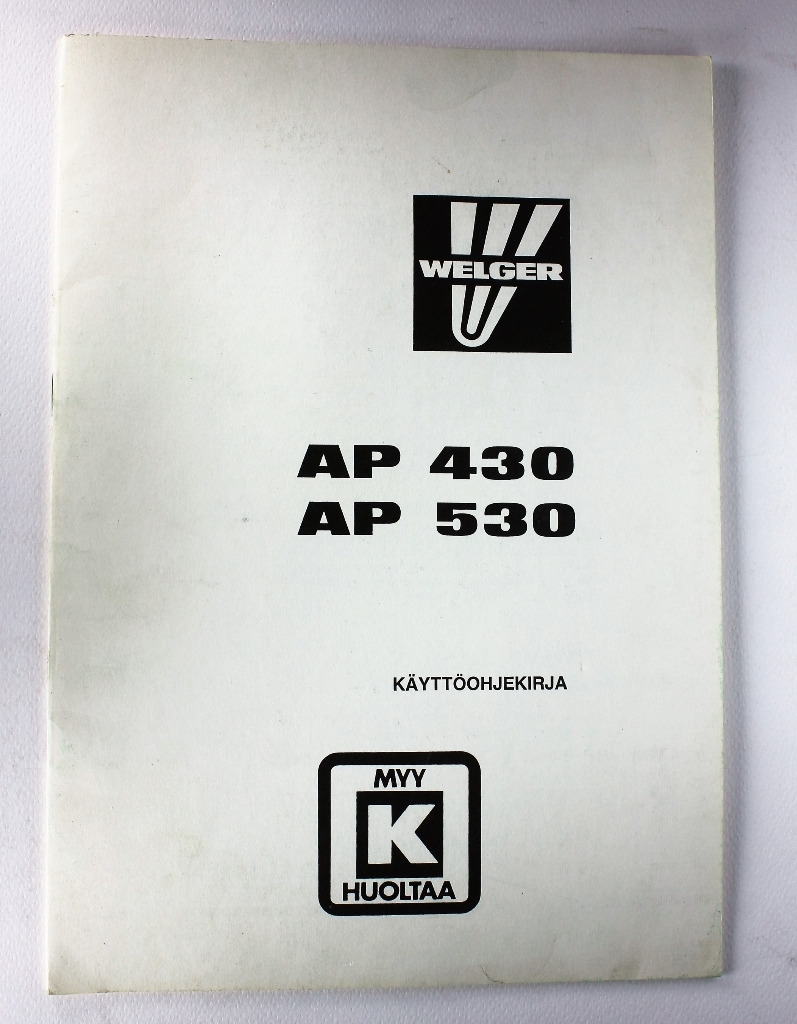 WELGER
AP 430
AP 530
KÄYTTÖOHJEKIRJA
MYY
K
HUOLTAA